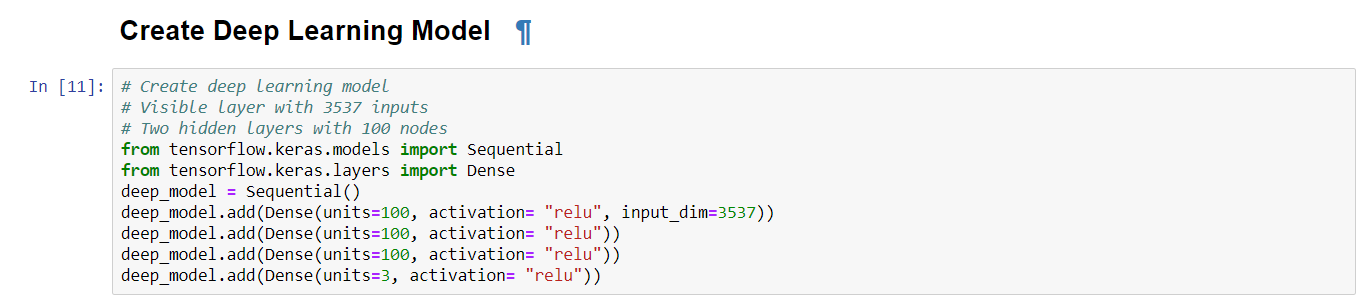 Create Deep Learning Model ¶
In [11]:
# Create deep learning model
# Visible layer with 3537 inputs
# Two hidden layers with 100 nodes
from tensorflow.keras.models import Sequential
from tensorflow.keras.layers import Dense
deep_model = Sequential()
deep_model.add(Dense(units=100, activation= "relu", input_dim=3537))
deep_model.add(Dense(units=100, activation= "relu"))
deep_model.add(Dense(units=100, activation= "relu"))
deep_model.add(Dense(units=3, activation= "relu"))